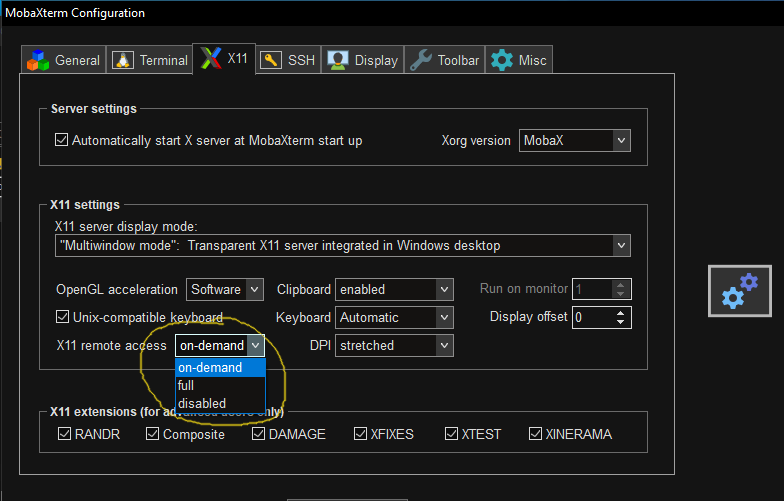 MobaXterm Configuration
General Terminal X11 SSH Display Toolbar Misc
Server settings
Automatically start X server at MobaXterm start up Xorg version MobaX
X11 settings
X11 server display mode:
"Multiwindow mode": Transparent X11 server integrated in Windows desktop
OpenGL acceleration Software Clipboard enabled Run on monitor 1
Unix-compatible keyboard Keyboard Automatic Display offset 0
X11 remote access on-demand DPI stretched
on-demand
full
disabled
X11 extensions (for advanced users only)
RANDR Composite DAMAGE XFIXES XTEST XINERAMA